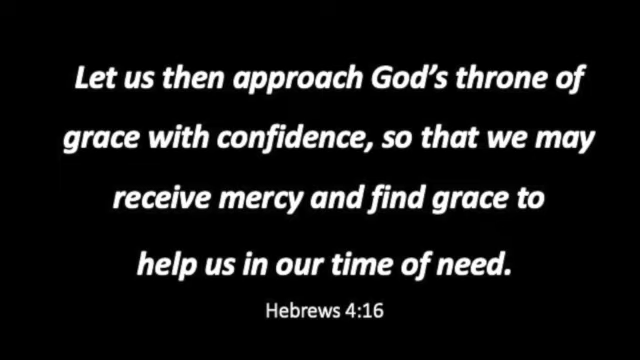 Let us then approach God’s throne of
grace with confidence, so that we may
receive mercy and find grace to
help us in our time of need.
Hebrews 4:16